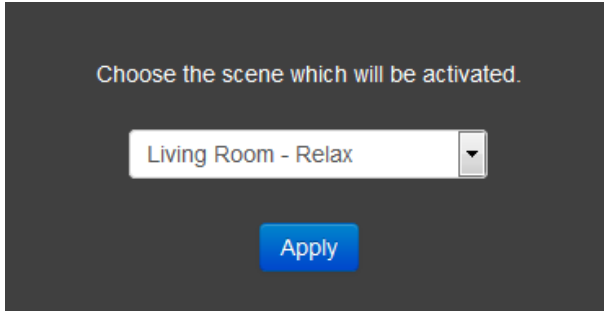 Choose the scene which will be activated.
Living Room - Relax
Apply